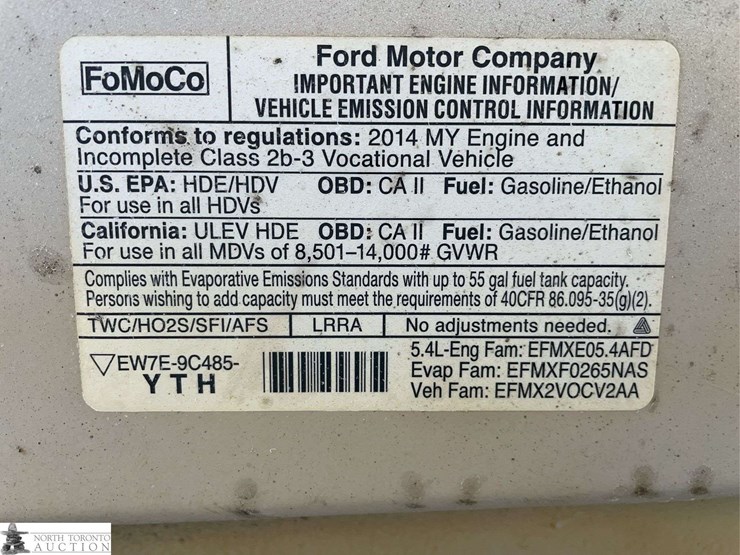 FoMoCo
Ford Motor Company
IMPORTANT ENGINE INFORMATION/
VEHICLE EMISSION CONTROL INFORMATION
Conforms to regulations: 2014 MY Engine and
Incomplete Class 2b-3 Vocational Vehicle
U.S. EPA: HDE/HDV OBD: CA II Fuel: Gasoline/Ethanol
For use in all HDVs
California: ULEV HDE OBD: CA II Fuel: Gasoline/Ethanol
For use in all MDVs of 8,501–14,000# GVWR
Complies with Evaporative Emissions Standards with up to 55 gal fuel tank capacity.
Persons wishing to add capacity must meet the requirements of 40CFR 86.095-35(g)(2).
TWC/HO2S/SFI/AFS LRRA No adjustments needed.
EW7E-9C485-
YTH
5.4L-Eng Fam: EFMXE05.4AFD
Evap Fam: EFMXF0265NAS
Veh Fam: EFMX2VOCV2AA
NORTH TORONTO
AUCTION